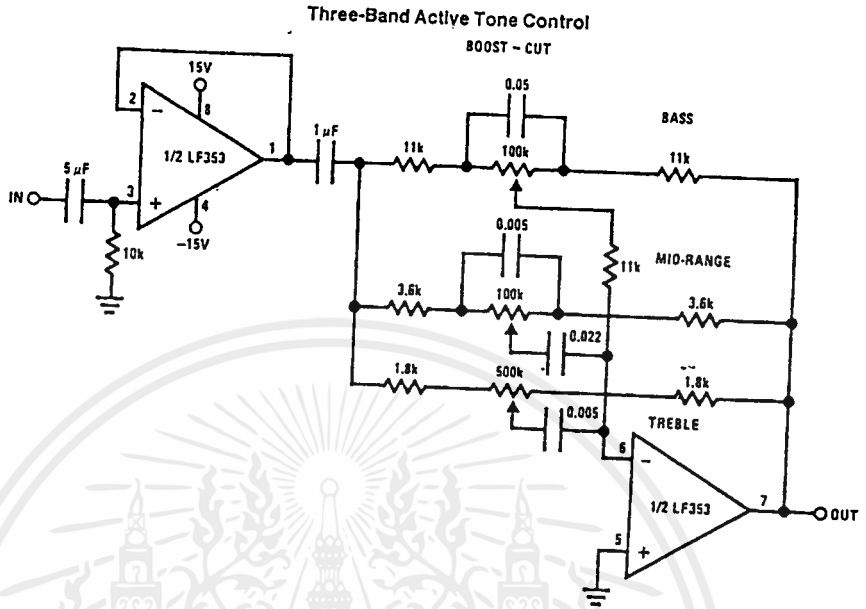 Three-Band Active Tone Control
BOOST – CUT
15V
0.05
BASS
2
–
8
1 µF
11k
100k
11k
1/2 LF353
1
5 µF
IN
3
+
4
–15V
10k
0.005
11k
MID-RANGE
3.6k
100k
3.6k
0.022
1.8k
500k
1.8k
0.005
TREBLE
6
–
1/2 LF353
7
OUT
5
+